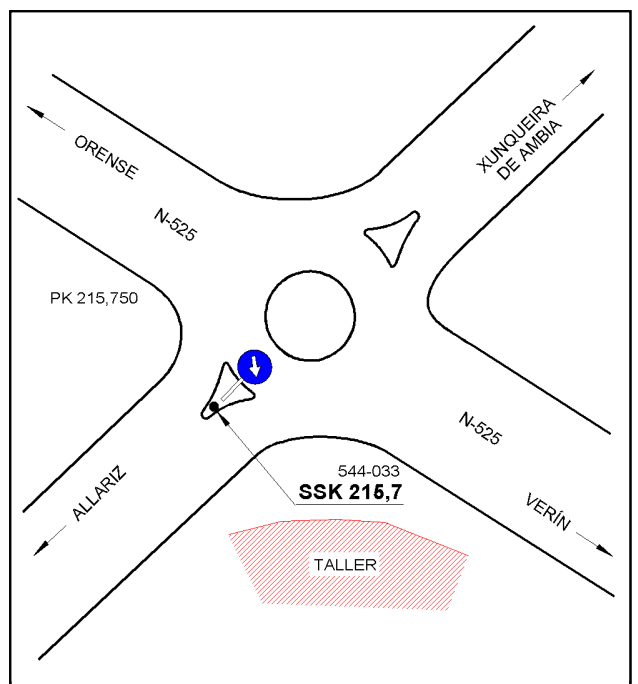 XUNQUEIRA
DE AMBIA
ORENSE
N-525
PK 215,750
N-525
544-033
SSK 215,7
ALLARIZ
VERÍN
TALLER